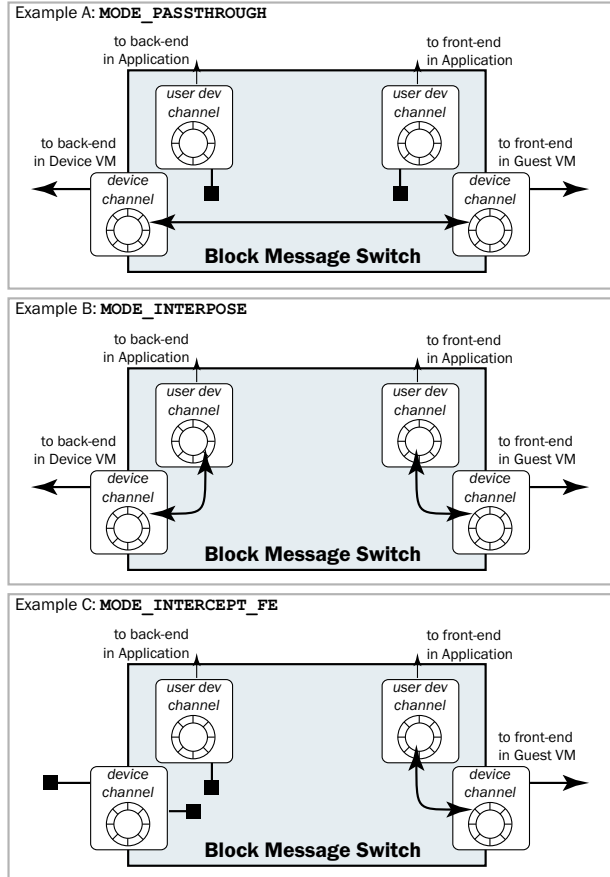 Example A: MODE_PASSTHROUGH
to back-end
in Application
to front-end
in Application
user dev
channel
user dev
channel
to back-end
in Device VM
to front-end
in Guest VM
device
channel
device
channel
Block Message Switch
Example B: MODE_INTERPOSE
to back-end
in Application
to front-end
in Application
user dev
channel
user dev
channel
to back-end
in Device VM
to front-end
in Guest VM
device
channel
device
channel
Block Message Switch
Example C: MODE_INTERCEPT_FE
to back-end
in Application
to front-end
in Application
user dev
channel
user dev
channel
to front-end
in Guest VM
device
channel
device
channel
Block Message Switch